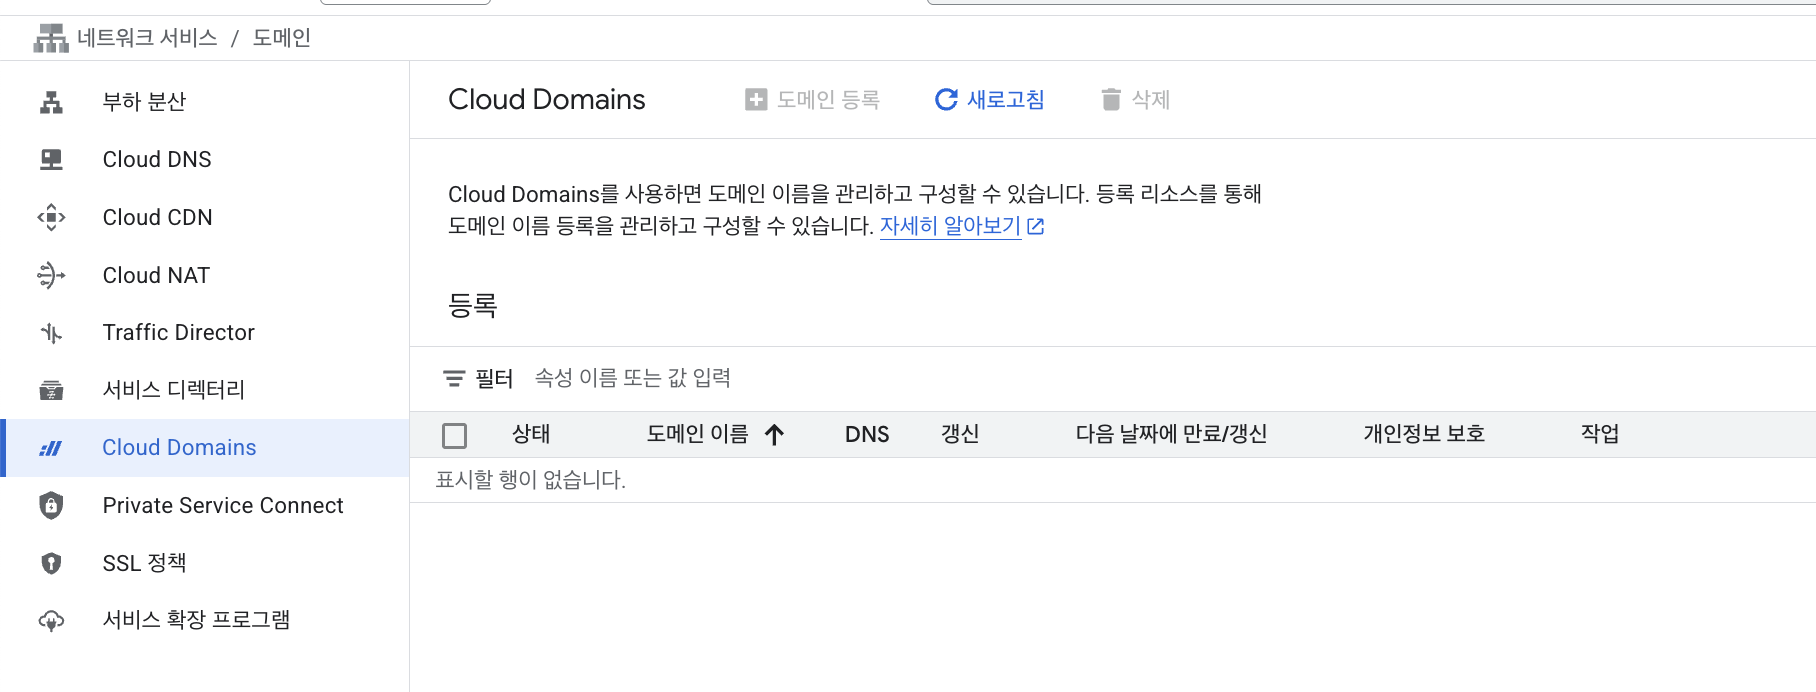 네트워크 서비스 / 도메인
부하 분산
Cloud DNS
Cloud CDN
Cloud NAT
Traffic Director
서비스 디렉터리
Cloud Domains
Private Service Connect
SSL 정책
서비스 확장 프로그램
Cloud Domains 도메인 등록 새로고침 삭제
Cloud Domains를 사용하면 도메인 이름을 관리하고 구성할 수 있습니다. 등록 리소스를 통해
도메인 이름 등록을 관리하고 구성할 수 있습니다. 자세히 알아보기
등록
필터 속성 이름 또는 값 입력
상태 도메인 이름 DNS 갱신 다음 날짜에 만료/갱신 개인정보 보호 작업
표시할 행이 없습니다.